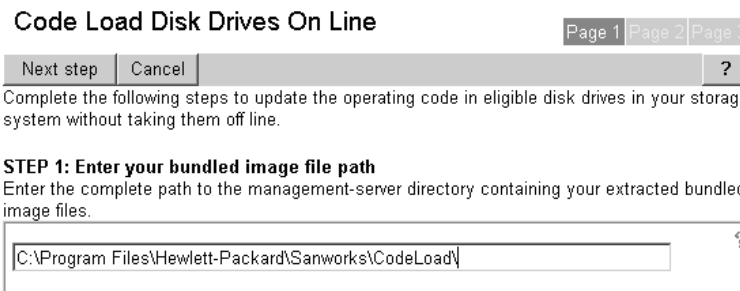 Code Load Disk Drives On Line
Page 1 Page 2 Page
Next step Cancel ?
Complete the following steps to update the operating code in eligible disk drives in your storag
system without taking them off line.
STEP 1: Enter your bundled image file path
Enter the complete path to the management-server directory containing your extracted bundled
image files.
?
C:\Program Files\Hewlett-Packard\Sanworks\CodeLoad\